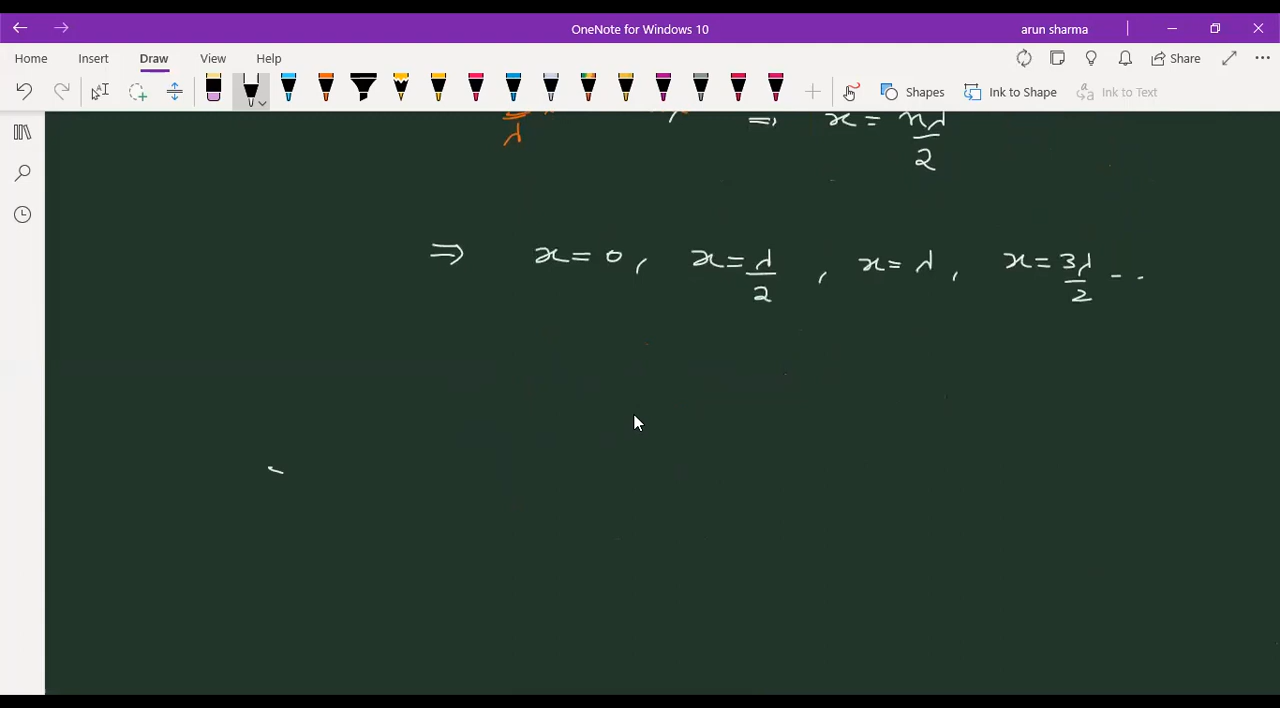 OneNote for Windows 10
arun sharma
Home Insert Draw View Help
Share
Shapes Ink to Shape Ink to Text
λ
⇒ x = nλ/2
⇒ x = 0, x = λ/2, x = λ, x = 3λ/2 - - .